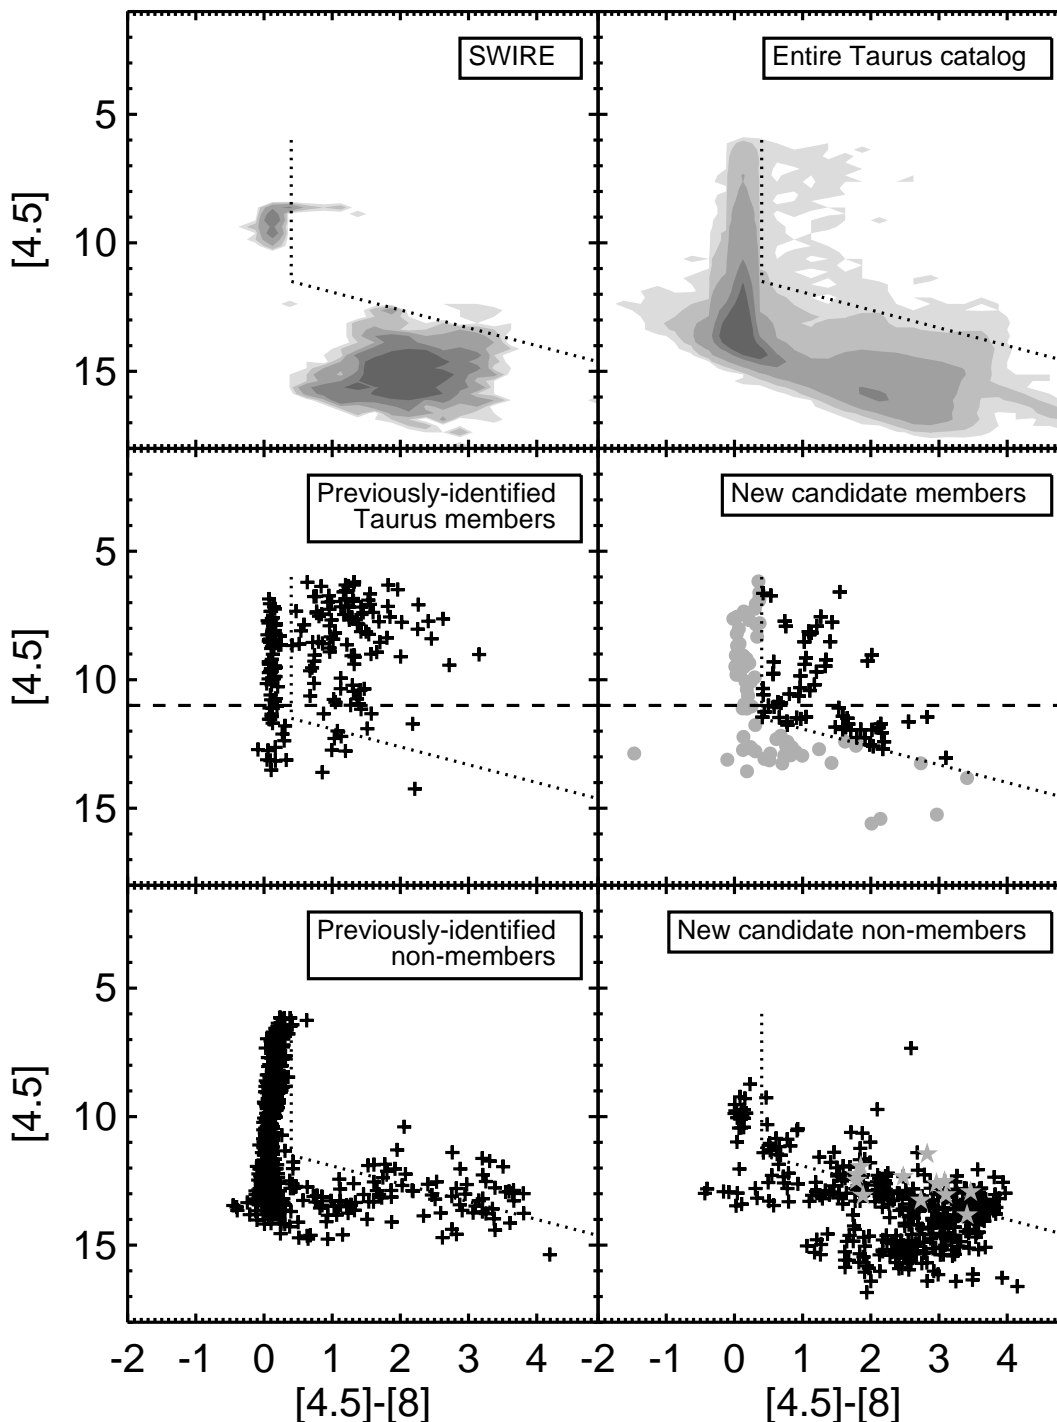 SWIRE
Entire Taurus catalog
5
10
15
[4.5]
Previously-identified
Taurus members
New candidate members
5
10
15
[4.5]
Previously-identified
non-members
New candidate non-members
5
10
15
[4.5]
-2 -1 0 1 2 3 4 -2 -1 0 1 2 3 4
[4.5]-[8] [4.5]-[8]